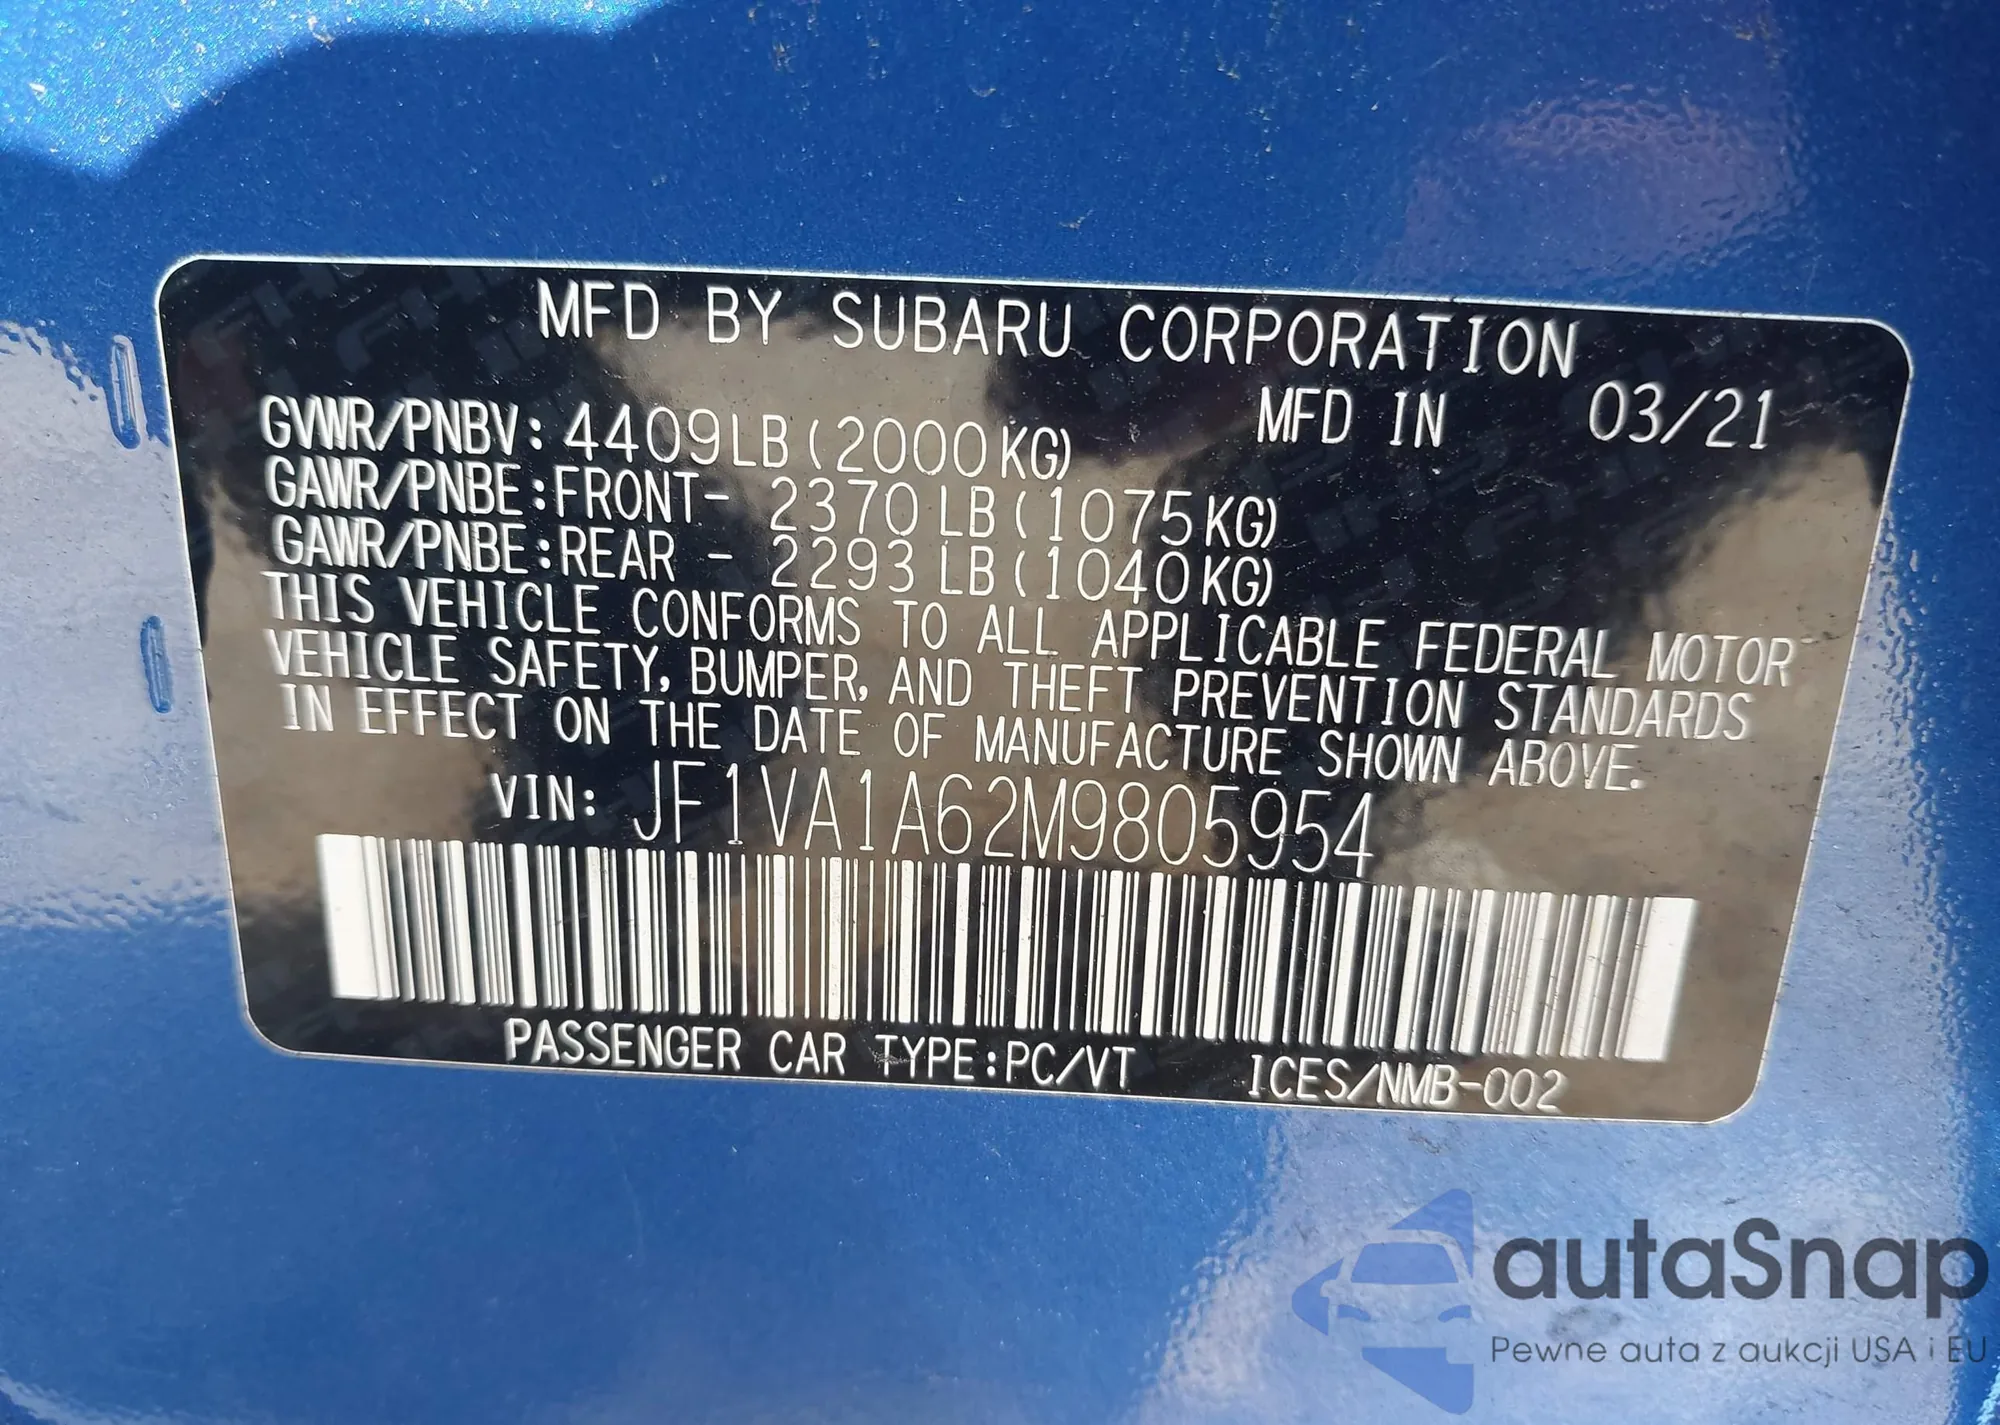 MFD BY SUBARU CORPORATION
MFD IN 03/21
GVWR/PNBV: 4409LB(2000KG)
GAWR/PNBE:FRONT- 2370LB(1075KG)
GAWR/PNBE:REAR - 2293LB(1040KG)
THIS VEHICLE CONFORMS TO ALL APPLICABLE FEDERAL MOTOR
VEHICLE SAFETY, BUMPER, AND THEFT PREVENTION STANDARDS
IN EFFECT ON THE DATE OF MANUFACTURE SHOWN ABOVE.
VIN: JF1VA1A62M9805954
PASSENGER CAR TYPE:PC/VT ICES/NMB-002
autaSnap
Pewne auta z aukcji USA i EU